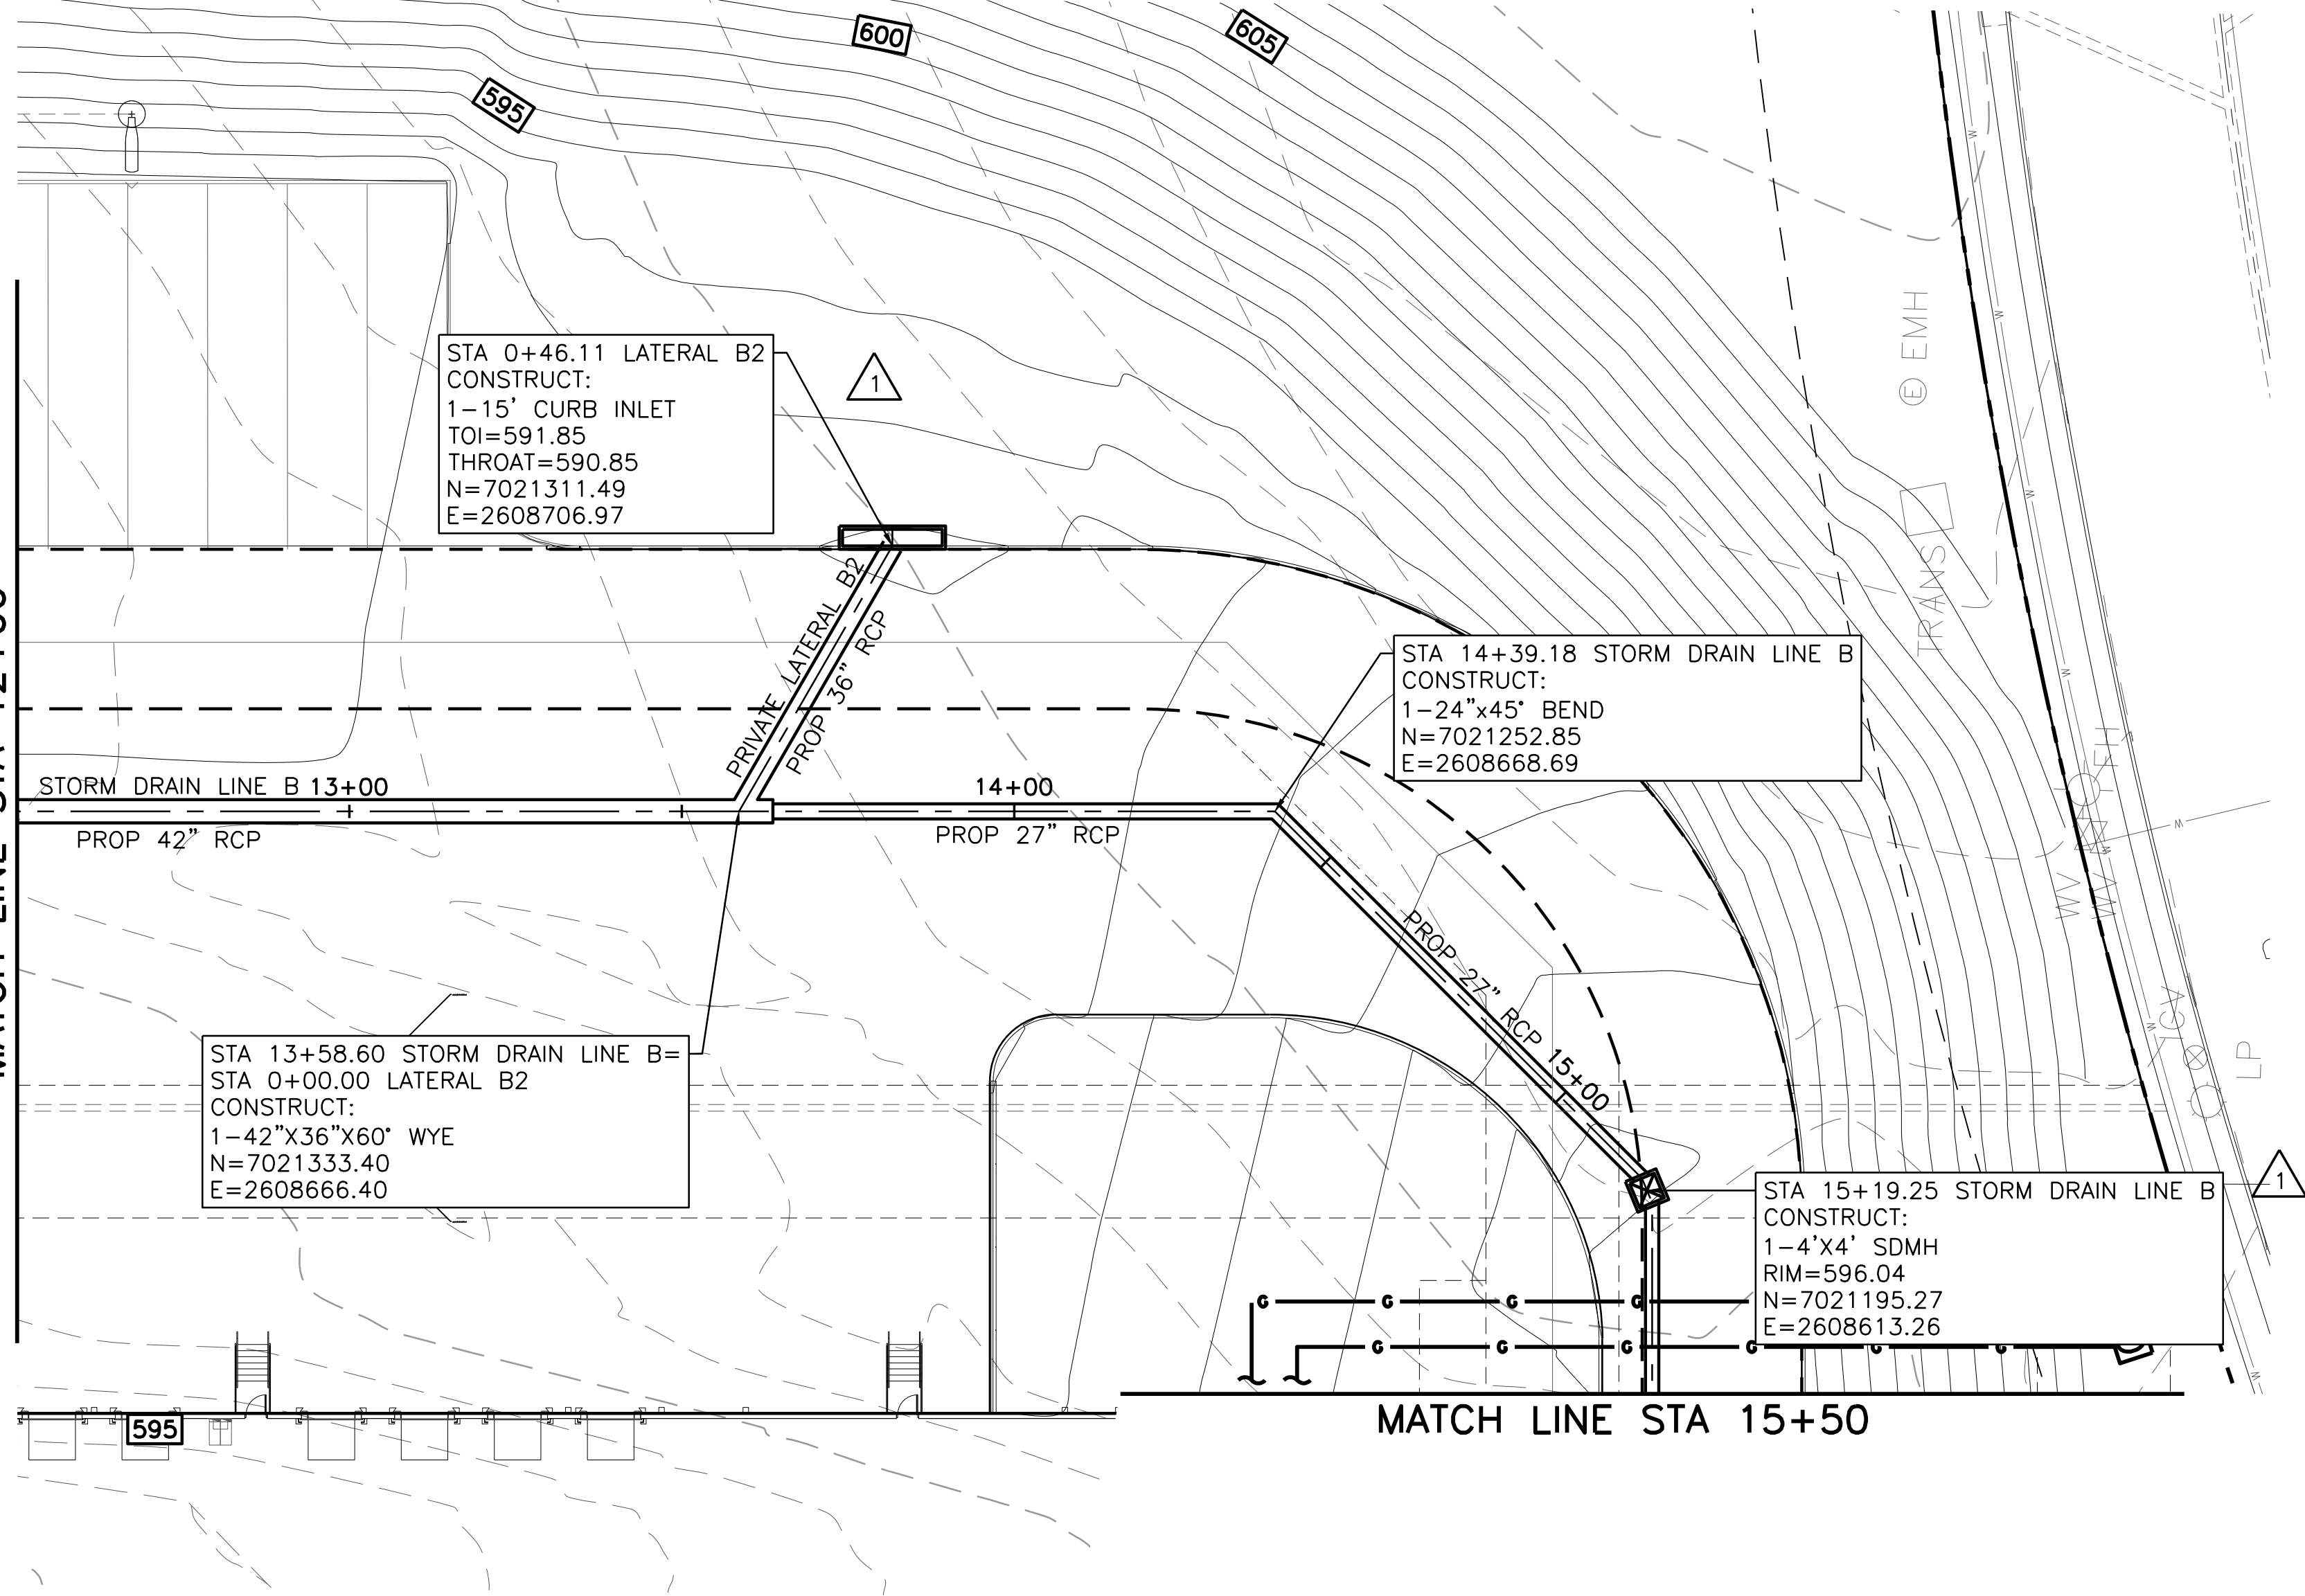 600
605
595
STA 0+46.11 LATERAL B2
CONSTRUCT:
1-15' CURB INLET
TOI=591.85
THROAT=590.85
N=7021311.49
E=2608706.97
1
E EMH
TRANS
PRIVATE LATERAL B2
PROP 36" RCP
STA 14+39.18 STORM DRAIN LINE B
CONSTRUCT:
1-24"x45° BEND
N=7021252.85
E=2608668.69
STORM DRAIN LINE B 13+00
PROP 42" RCP
14+00
PROP 27" RCP
PROP 27" RCP 15+00
STA 13+58.60 STORM DRAIN LINE B=
STA 0+00.00 LATERAL B2
CONSTRUCT:
1-42"X36"X60° WYE
N=7021333.40
E=2608666.40
STA 15+19.25 STORM DRAIN LINE B
CONSTRUCT:
1-4'X4' SDMH
RIM=596.04
N=7021195.27
E=2608613.26
1
ICV
LP
G G G G
G G G G G G
W W W W W W W W
MATCH LINE STA 15+50
595